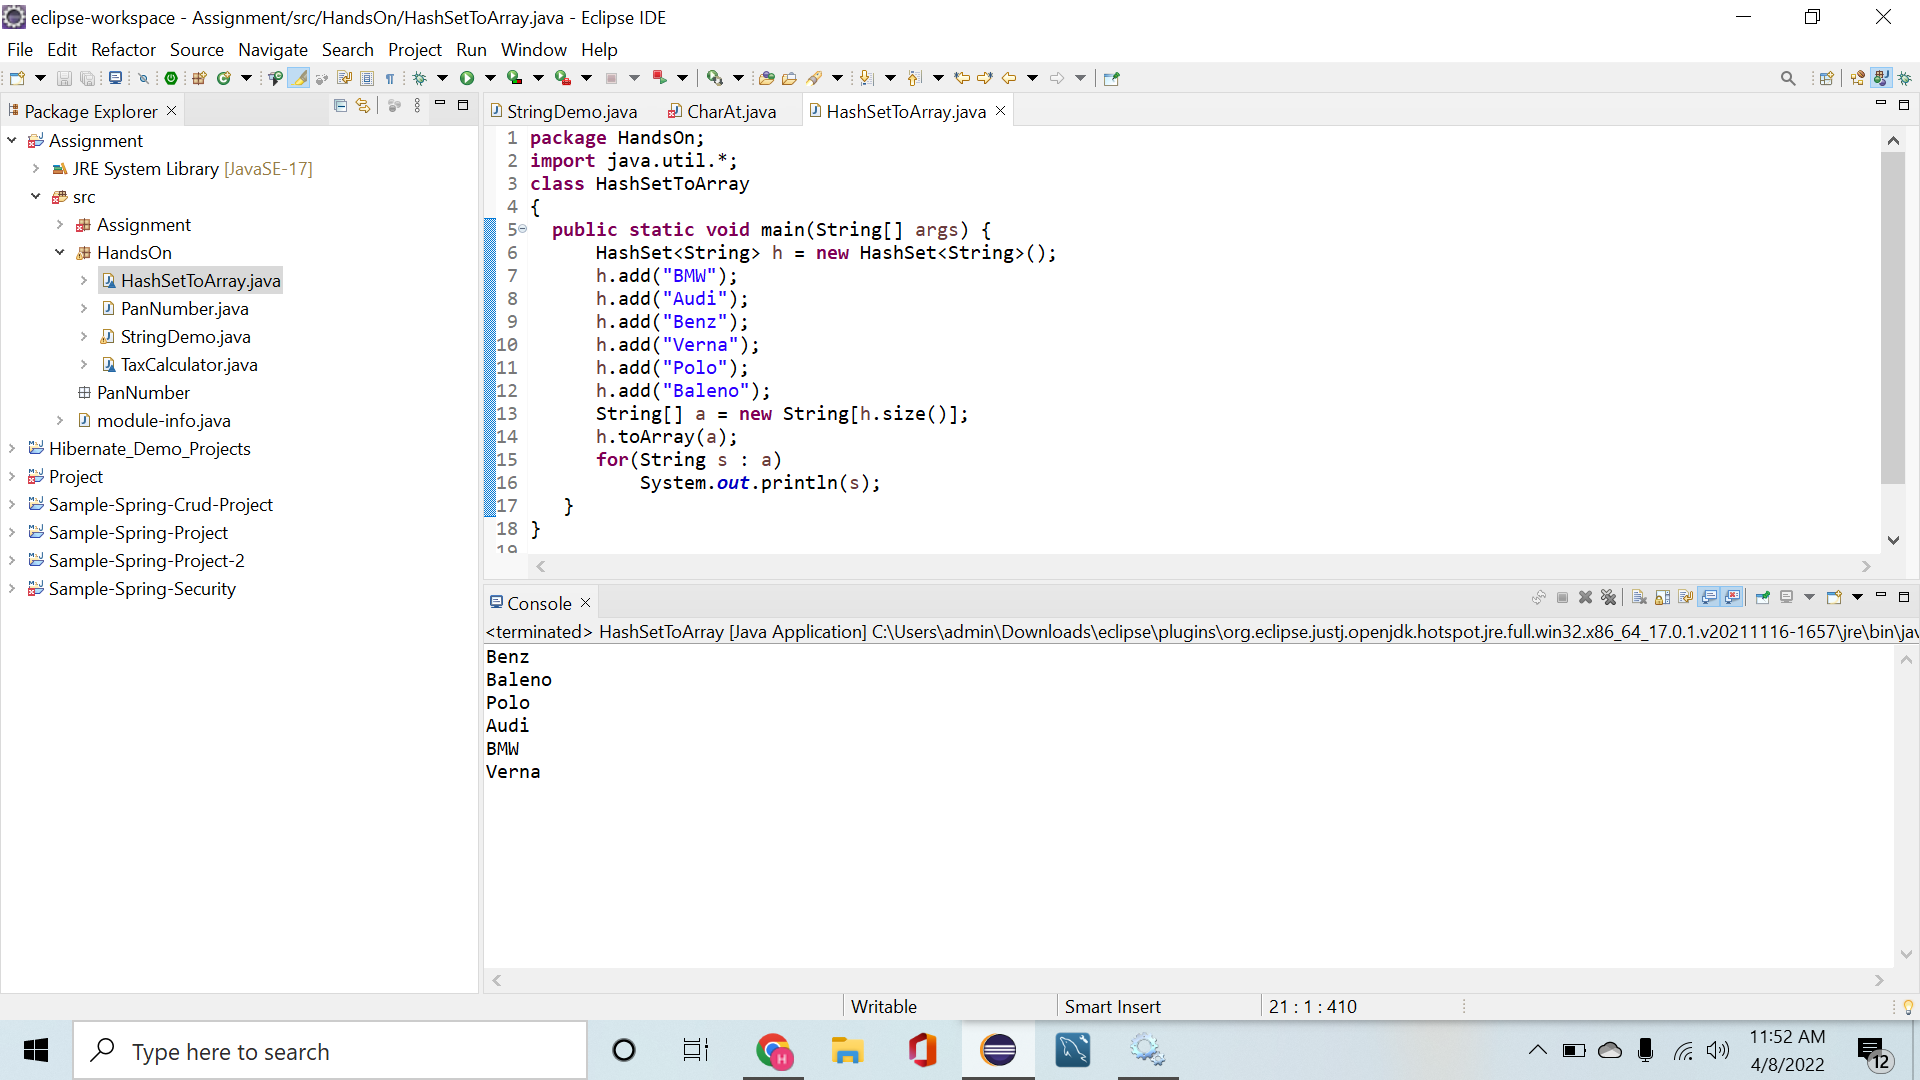 eclipse-workspace - Assignment/src/HandsOn/HashSetToArray.java - Eclipse IDE
File Edit Refactor Source Navigate Search Project Run Window Help
Package Explorer
Assignment
JRE System Library [JavaSE-17]
src
Assignment
HandsOn
HashSetToArray.java
PanNumber.java
StringDemo.java
TaxCalculator.java
PanNumber
module-info.java
Hibernate_Demo_Projects
Project
Sample-Spring-Crud-Project
Sample-Spring-Project
Sample-Spring-Project-2
Sample-Spring-Security
StringDemo.java CharAt.java HashSetToArray.java
1 package HandsOn;
2 import java.util.*;
3 class HashSetToArray
4 {
5 public static void main(String[] args) {
6 HashSet<String> h = new HashSet<String>();
7 h.add("BMW");
8 h.add("Audi");
9 h.add("Benz");
10 h.add("Verna");
11 h.add("Polo");
12 h.add("Baleno");
13 String[] a = new String[h.size()];
14 h.toArray(a);
15 for(String s : a)
16 System.out.println(s);
17 }
18 }
19
Console
<terminated> HashSetToArray [Java Application] C:\Users\admin\Downloads\eclipse\plugins\org.eclipse.justj.openjdk.hotspot.jre.full.win32.x86_64_17.0.1.v20211116-1657\jre\bin\jav
Benz
Baleno
Polo
Audi
BMW
Verna
Writable Smart Insert 21 : 1 : 410
Type here to search
H
11:52 AM
4/8/2022
12